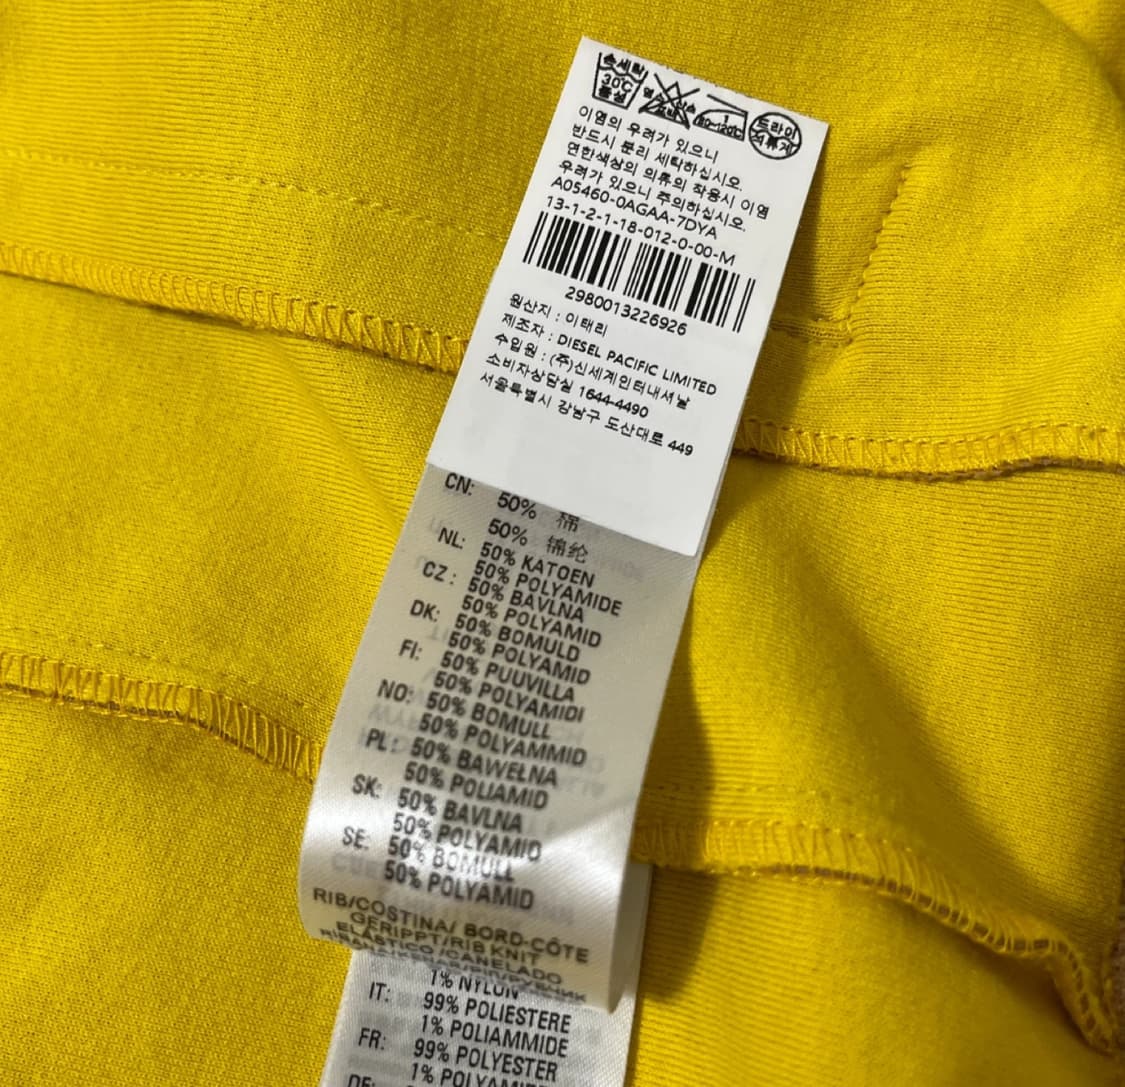 손세탁
30℃
중성
염소
산소
표백
1
80~120℃
드라이
석유계
이염의 우려가 있으니
반드시 분리 세탁하십시오.
연한색상의 의류의 착용시 이염
우려가 있으니 주의하십시오.
A05460-0AGAA-7DYA
13-1-2-1-18-012-0-00-M
2980013226926
원산지 : 이태리
제조자 : DIESEL PACIFIC LIMITED
수입원 : (주)신세계인터내셔날
소비자상담실 1644-4490
서울특별시 강남구 도산대로 449
CN: 50% 棉
50% 锦纶
NL: 50% KATOEN
50% POLYAMIDE
CZ: 50% BAVLNA
50% POLYAMID
DK: 50% BOMULD
50% POLYAMID
FI: 50% PUUVILLA
50% POLYAMIDI
NO: 50% BOMULL
50% POLYAMMID
PL: 50% BAWEŁNA
50% POLIAMID
SK: 50% BAVLNA
50% POLYAMID
SE: 50% BOMULL
50% POLYAMID
RIB/COSTINA/ BORD-CÔTE
GERIPPT/RIB KNIT
ELÁSTICO/CANELADO
1% NYLON
IT: 99% POLIESTERE
1% POLIAMMIDE
FR: 99% POLYESTER
1% POLYAMIDE
DE: